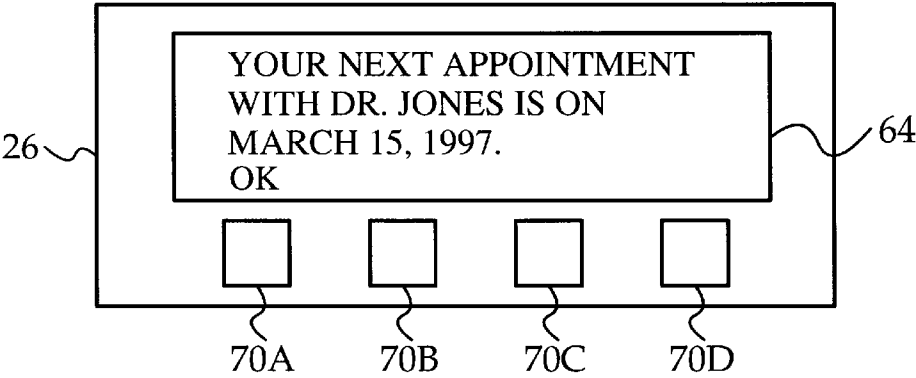 YOUR NEXT APPOINTMENT
WITH DR. JONES IS ON
MARCH 15, 1997.
OK
26
64
70A 70B 70C 70D